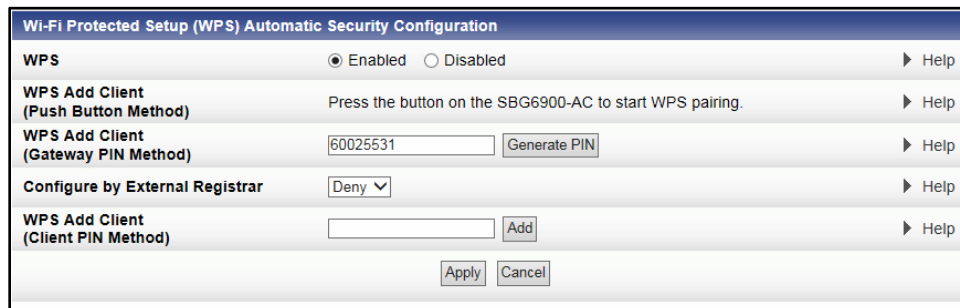 Wi-Fi Protected Setup (WPS) Automatic Security Configuration
WPS Enabled Disabled Help
WPS Add Client
(Push Button Method) Press the button on the SBG6900-AC to start WPS pairing. Help
WPS Add Client
(Gateway PIN Method) 60025531 Generate PIN Help
Configure by External Registrar Deny Help
WPS Add Client
(Client PIN Method) Add Help
Apply Cancel